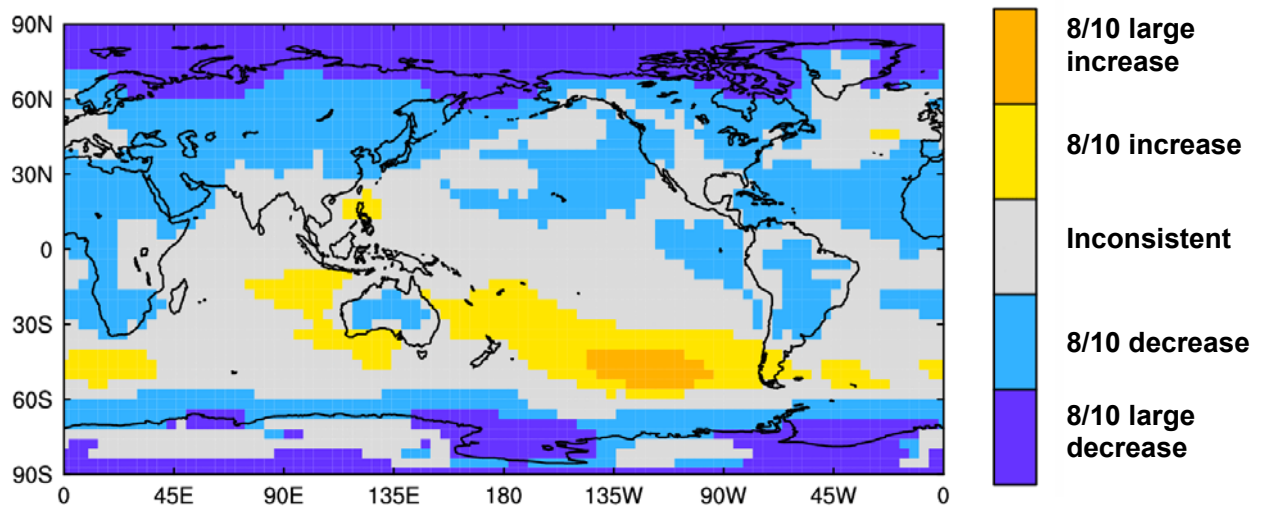 90N
60N
30N
0
30S
60S
90S
0 45E 90E 135E 180 135W 90W 45W 0
8/10 large
increase
8/10 increase
Inconsistent
8/10 decrease
8/10 large
decrease